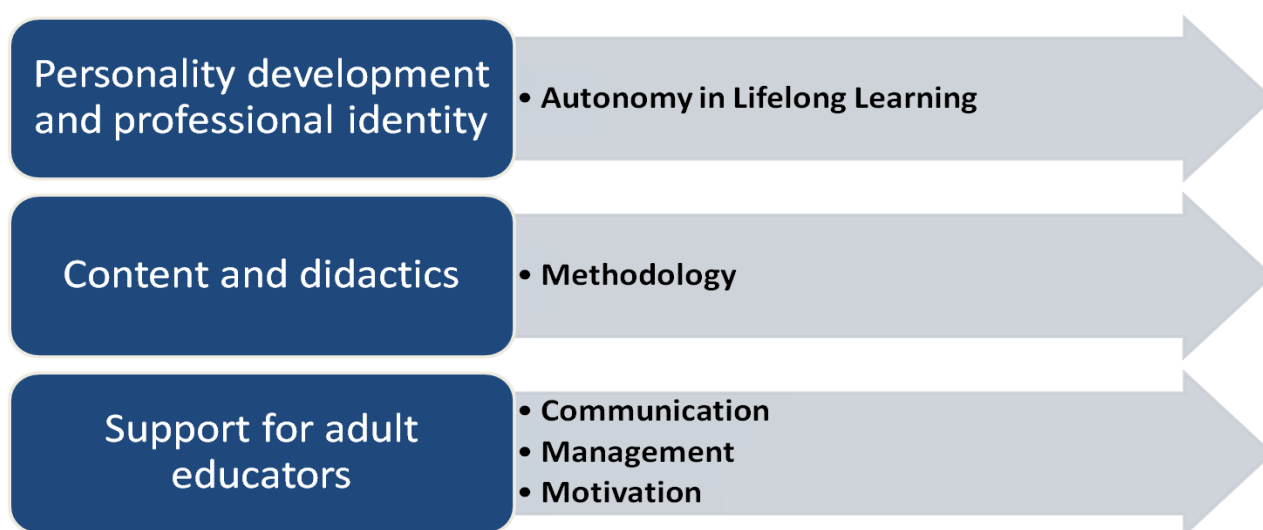 Personality development
and professional identity
• Autonomy in Lifelong Learning
Content and didactics
• Methodology
Support for adult
educators
• Communication
• Management
• Motivation